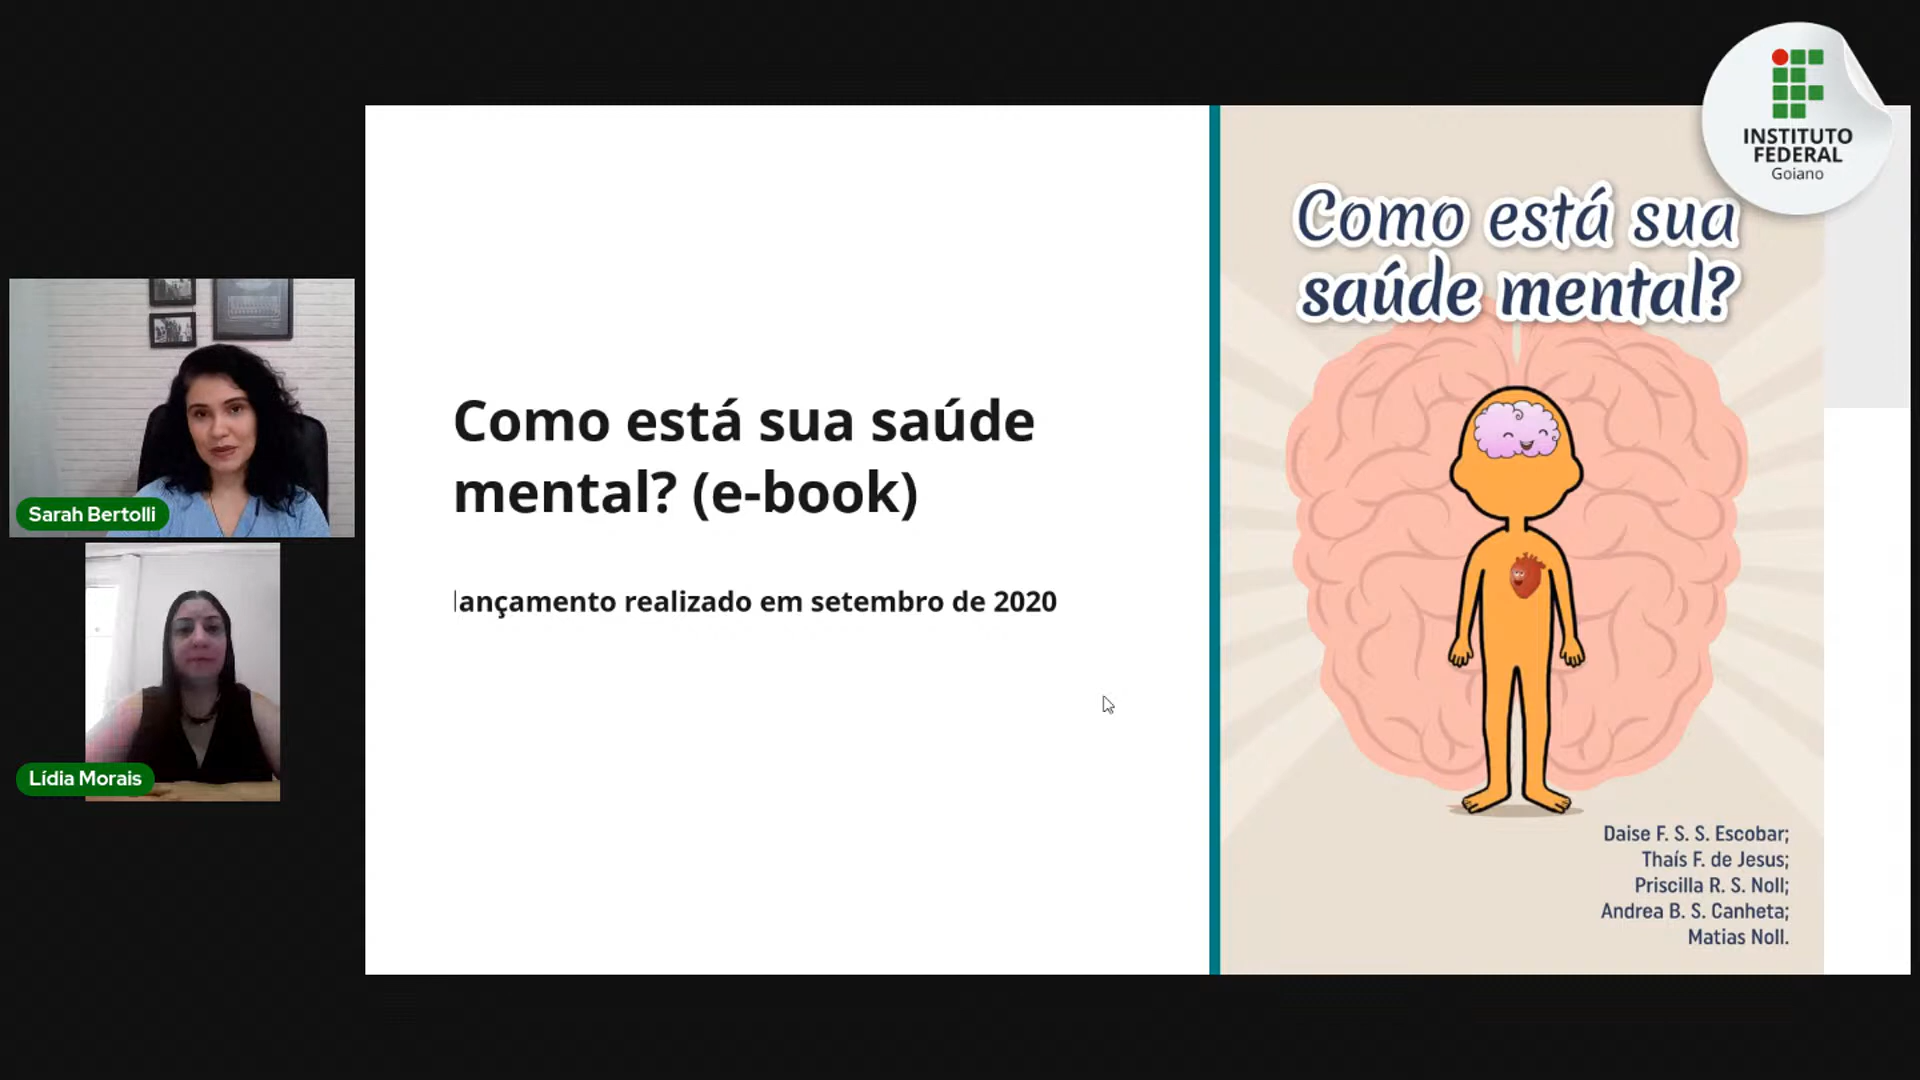 INSTITUTO
FEDERAL
Goiano
Como está sua
saúde mental?
Como está sua saúde
mental? (e-book)
lançamento realizado em setembro de 2020
Sarah Bertolli
Lídia Morais
Daise F. S. S. Escobar;
Thaís F. de Jesus;
Priscilla R. S. Noll;
Andrea B. S. Canheta;
Matias Noll.